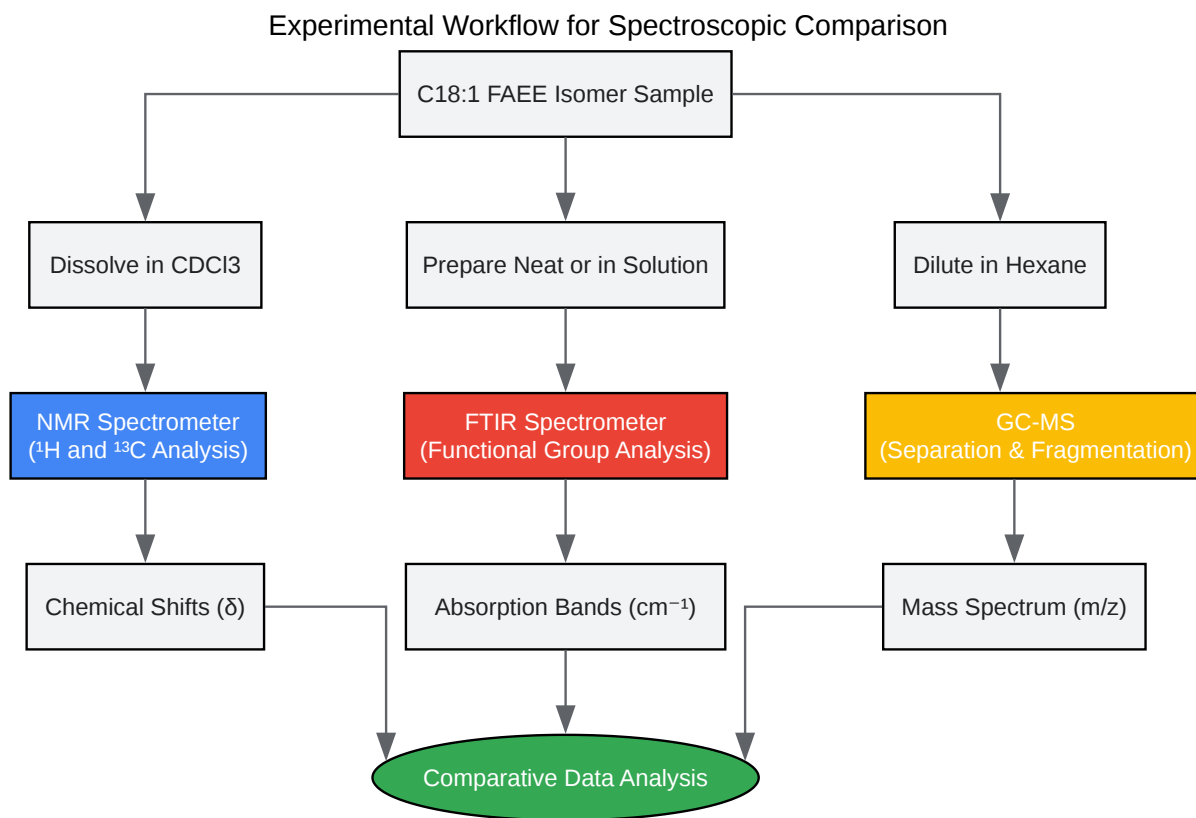 Experimental Workflow for Spectroscopic Comparison
C18:1 FAEE Isomer Sample
Dissolve in CDCl3
Prepare Neat or in Solution
Dilute in Hexane
NMR Spectrometer
(¹H and ¹³C Analysis)
FTIR Spectrometer
(Functional Group Analysis)
GC-MS
(Separation & Fragmentation)
Chemical Shifts (δ)
Absorption Bands (cm⁻¹)
Mass Spectrum (m/z)
Comparative Data Analysis